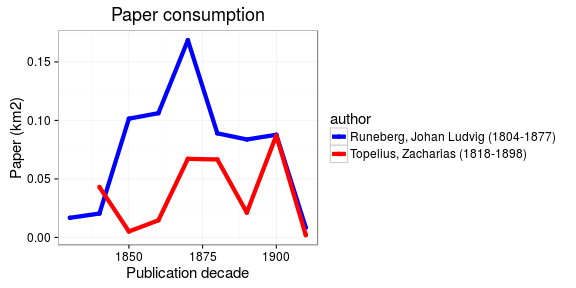 Paper consumption
Paper (km2)
0.15
0.10
0.05
0.00
1850
1875
1900
Publication decade
author
Runeberg, Johan Ludvig (1804-1877)
Topelius, Zacharias (1818-1898)